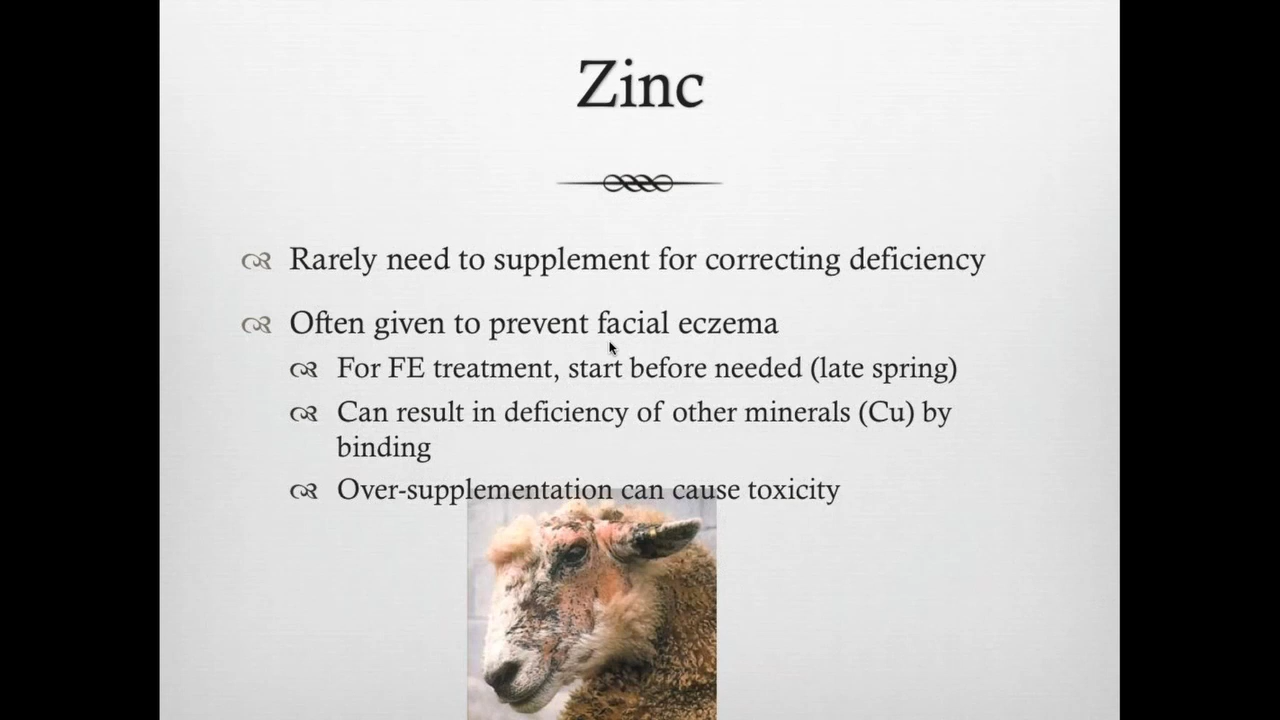 Zinc
Rarely need to supplement for correcting deficiency
Often given to prevent facial eczema
For FE treatment, start before needed (late spring)
Can result in deficiency of other minerals (Cu) by
binding
Over-supplementation can cause toxicity